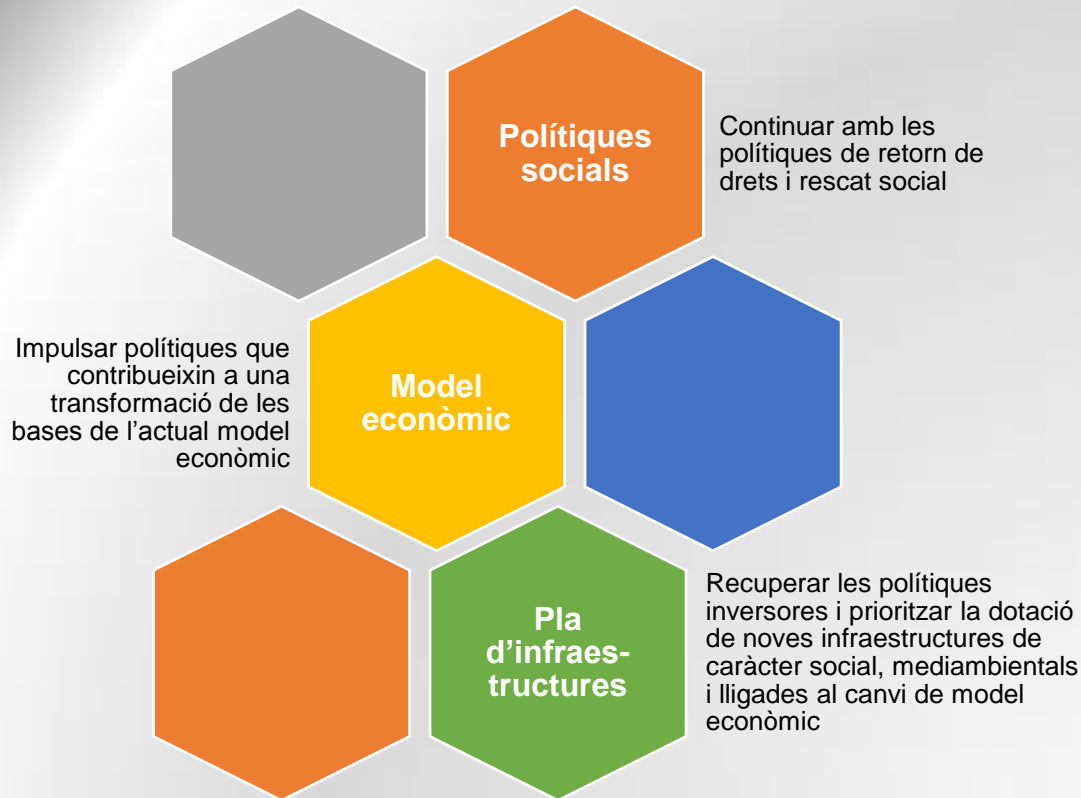 Polítiques
socials
Continuar amb les
polítiques de retorn de
drets i rescat social
Impulsar polítiques que
contribueixin a una
transformació de les
bases de l’actual model
econòmic
Model
econòmic
Pla
d’infraes-
tructures
Recuperar les polítiques
inversores i prioritzar la dotació
de noves infraestructures de
caràcter social, mediambientals
i lligades al canvi de model
econòmic